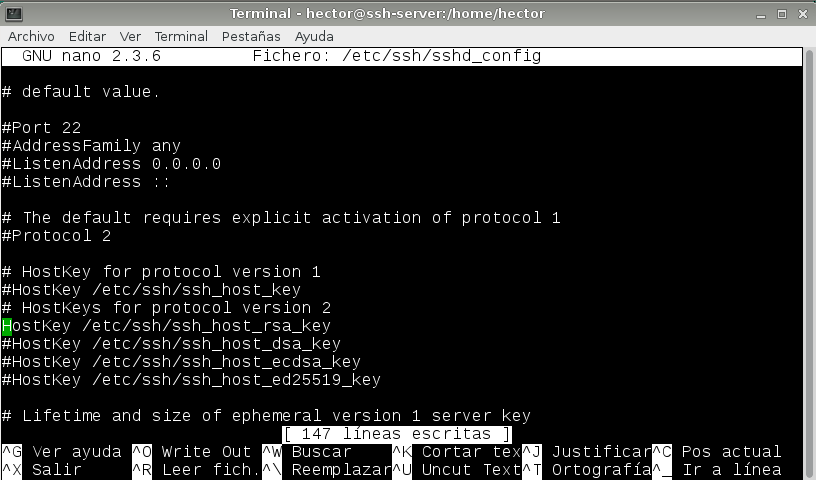 Terminal - hector@ssh-server:/home/hector
Archivo Editar Ver Terminal Pestañas Ayuda
GNU nano 2.3.6 Fichero: /etc/ssh/sshd_config
# default value.
#Port 22
#AddressFamily any
#ListenAddress 0.0.0.0
#ListenAddress ::
# The default requires explicit activation of protocol 1
#Protocol 2
# HostKey for protocol version 1
#HostKey /etc/ssh/ssh_host_key
# HostKeys for protocol version 2
HostKey /etc/ssh/ssh_host_rsa_key
#HostKey /etc/ssh/ssh_host_dsa_key
#HostKey /etc/ssh/ssh_host_ecdsa_key
#HostKey /etc/ssh/ssh_host_ed25519_key
# Lifetime and size of ephemeral version 1 server key
[ 147 líneas escritas ]
^G Ver ayuda ^O Write Out ^W Buscar ^K Cortar tex^J Justificar^C Pos actual
^X Salir ^R Leer fich.^\ Reemplazar^U Uncut Text^T Ortografía^_ Ir a línea